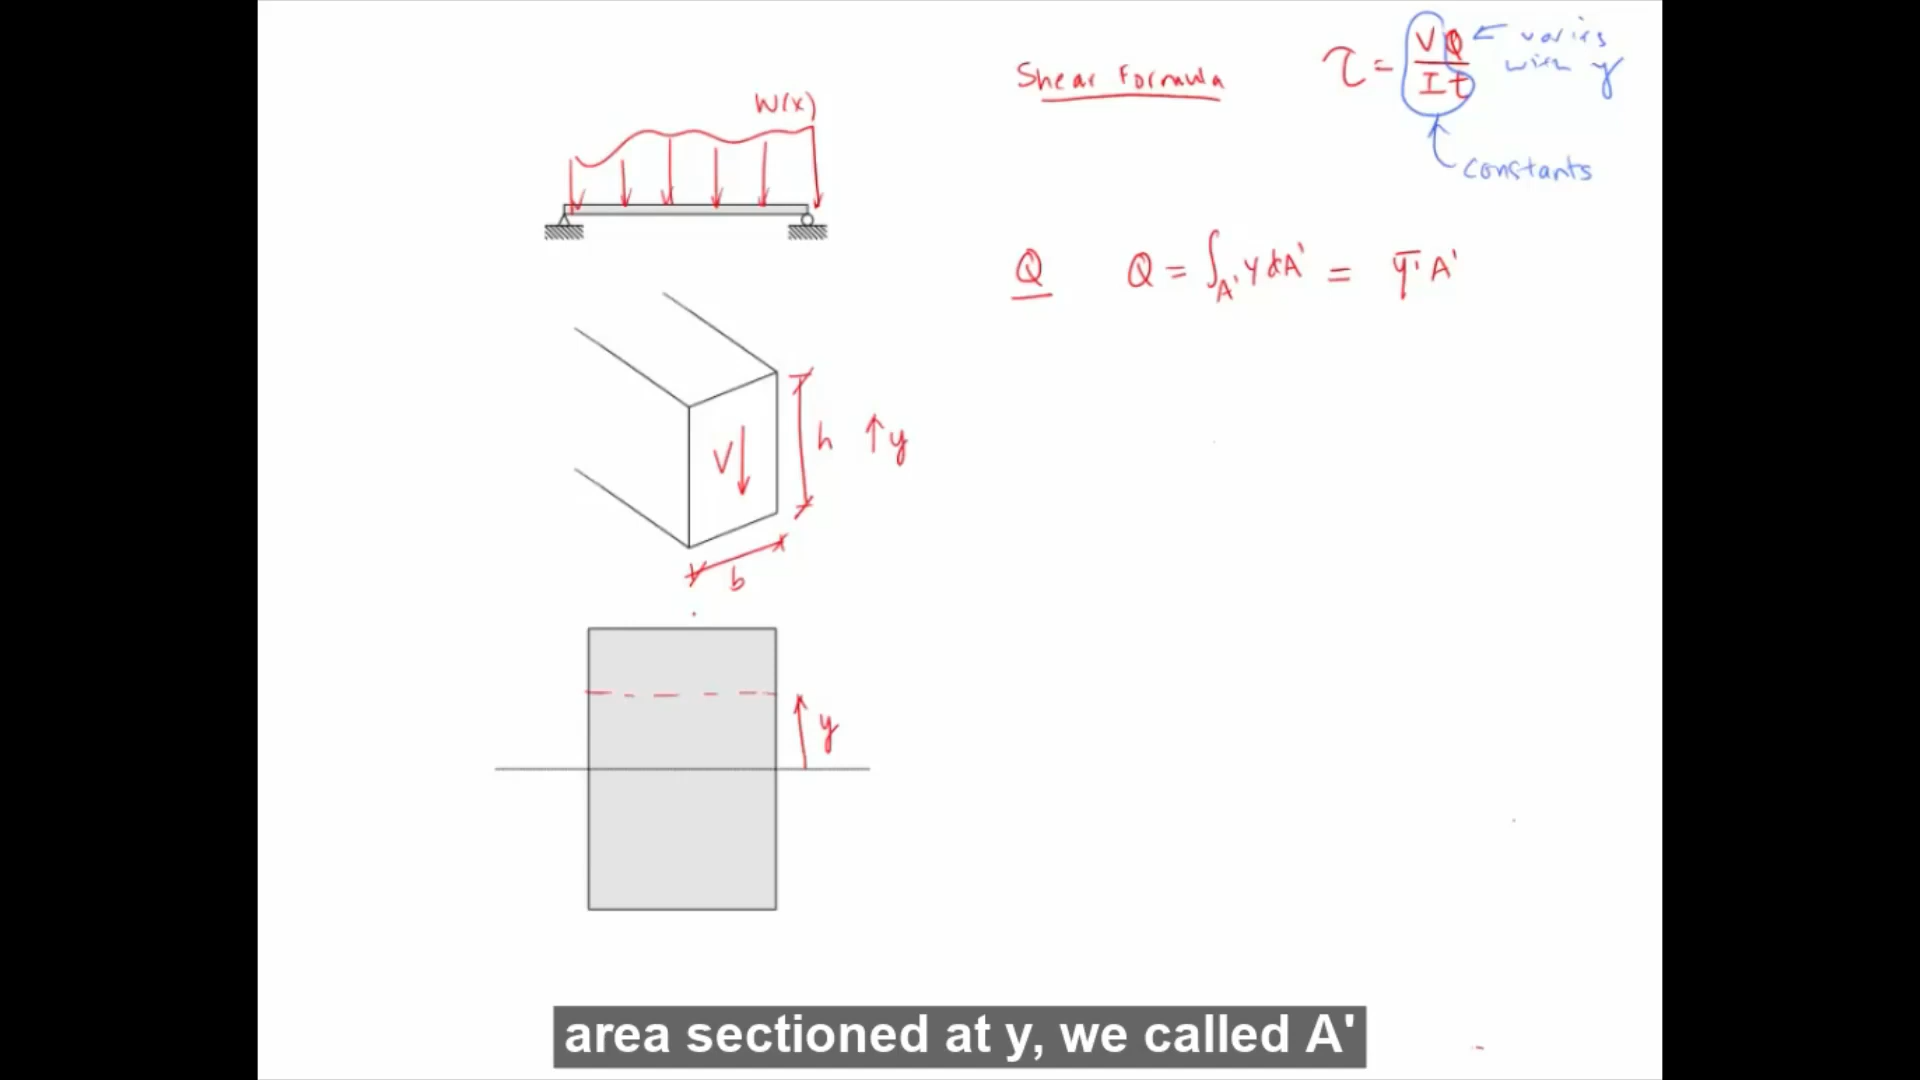 Shear Formula
τ = VQ / It
← varies with y
constants
W(x)
Q   Q = ∫A' y dA' = ȳ' A'
V
h
↑ y
b
y
area sectioned at y, we called A'